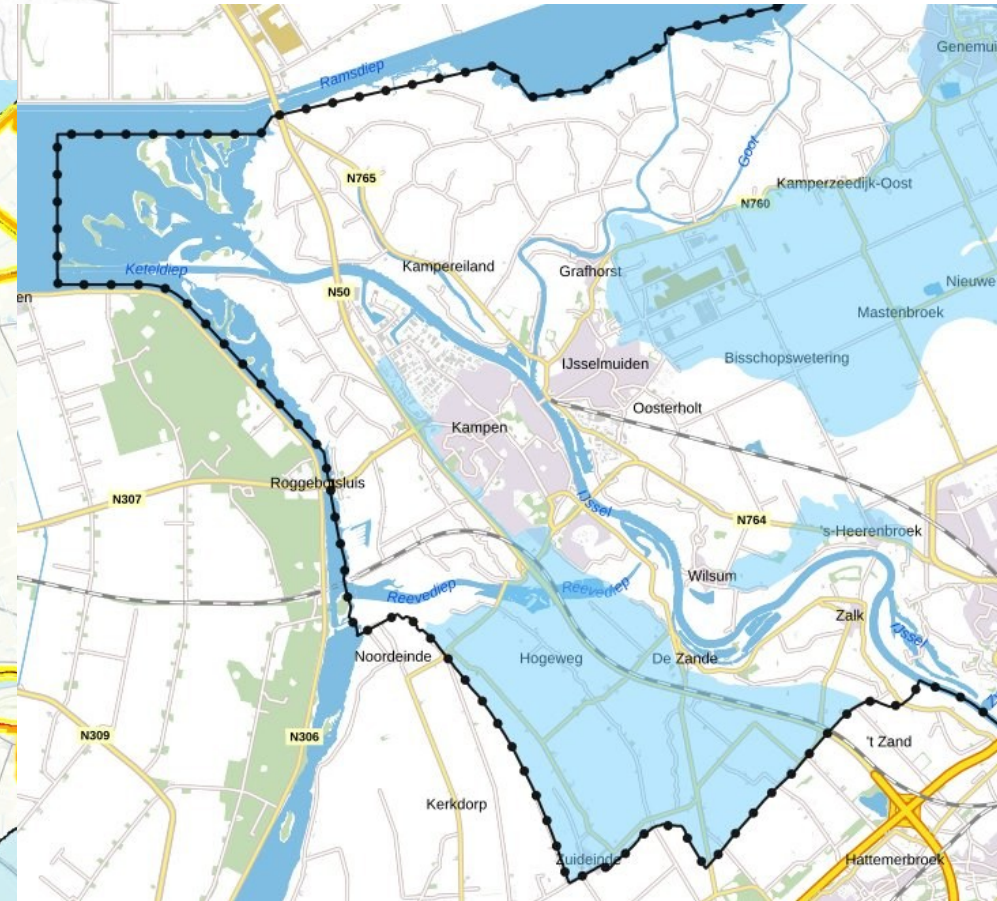 Ramsdiep
Genemui
N765
Goot
Kamperzeedijk-Oost
N760
Keteldiep
Kampereiland
Grafhorst
Nieuwe
en
N50
Mastenbroek
Bisschopswetering
IJsselmuiden
Oosterholt
Kampen
Roggebotsluis
N307
IJssel
N764
's-Heerenbroek
Wilsum
Reevediep
Reevediep
Zalk
IJssel
Noordeinde
Hogeweg
De Zande
N309
N306
't Zand
Kerkdorp
Zuideinde
Hattemerbroek